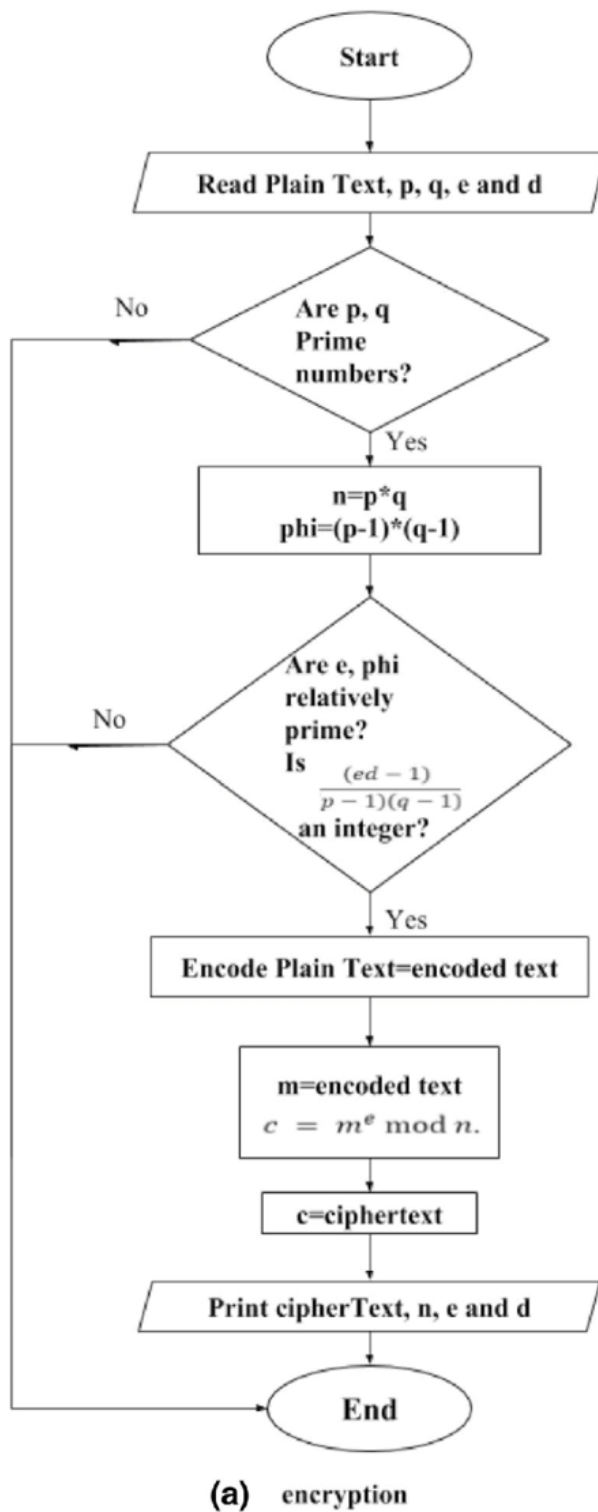 Start
Read Plain Text, p, q, e and d
No
Are p, q
Prime
numbers?
Yes
n=p*q
phi=(p-1)*(q-1)
Are e, phi
relatively
prime?
No
Is
(ed − 1)
p − 1)(q − 1)
an integer?
Yes
Encode Plain Text=encoded text
m=encoded text
c = m^e mod n.
c=ciphertext
Print cipherText, n, e and d
End
(a) encryption